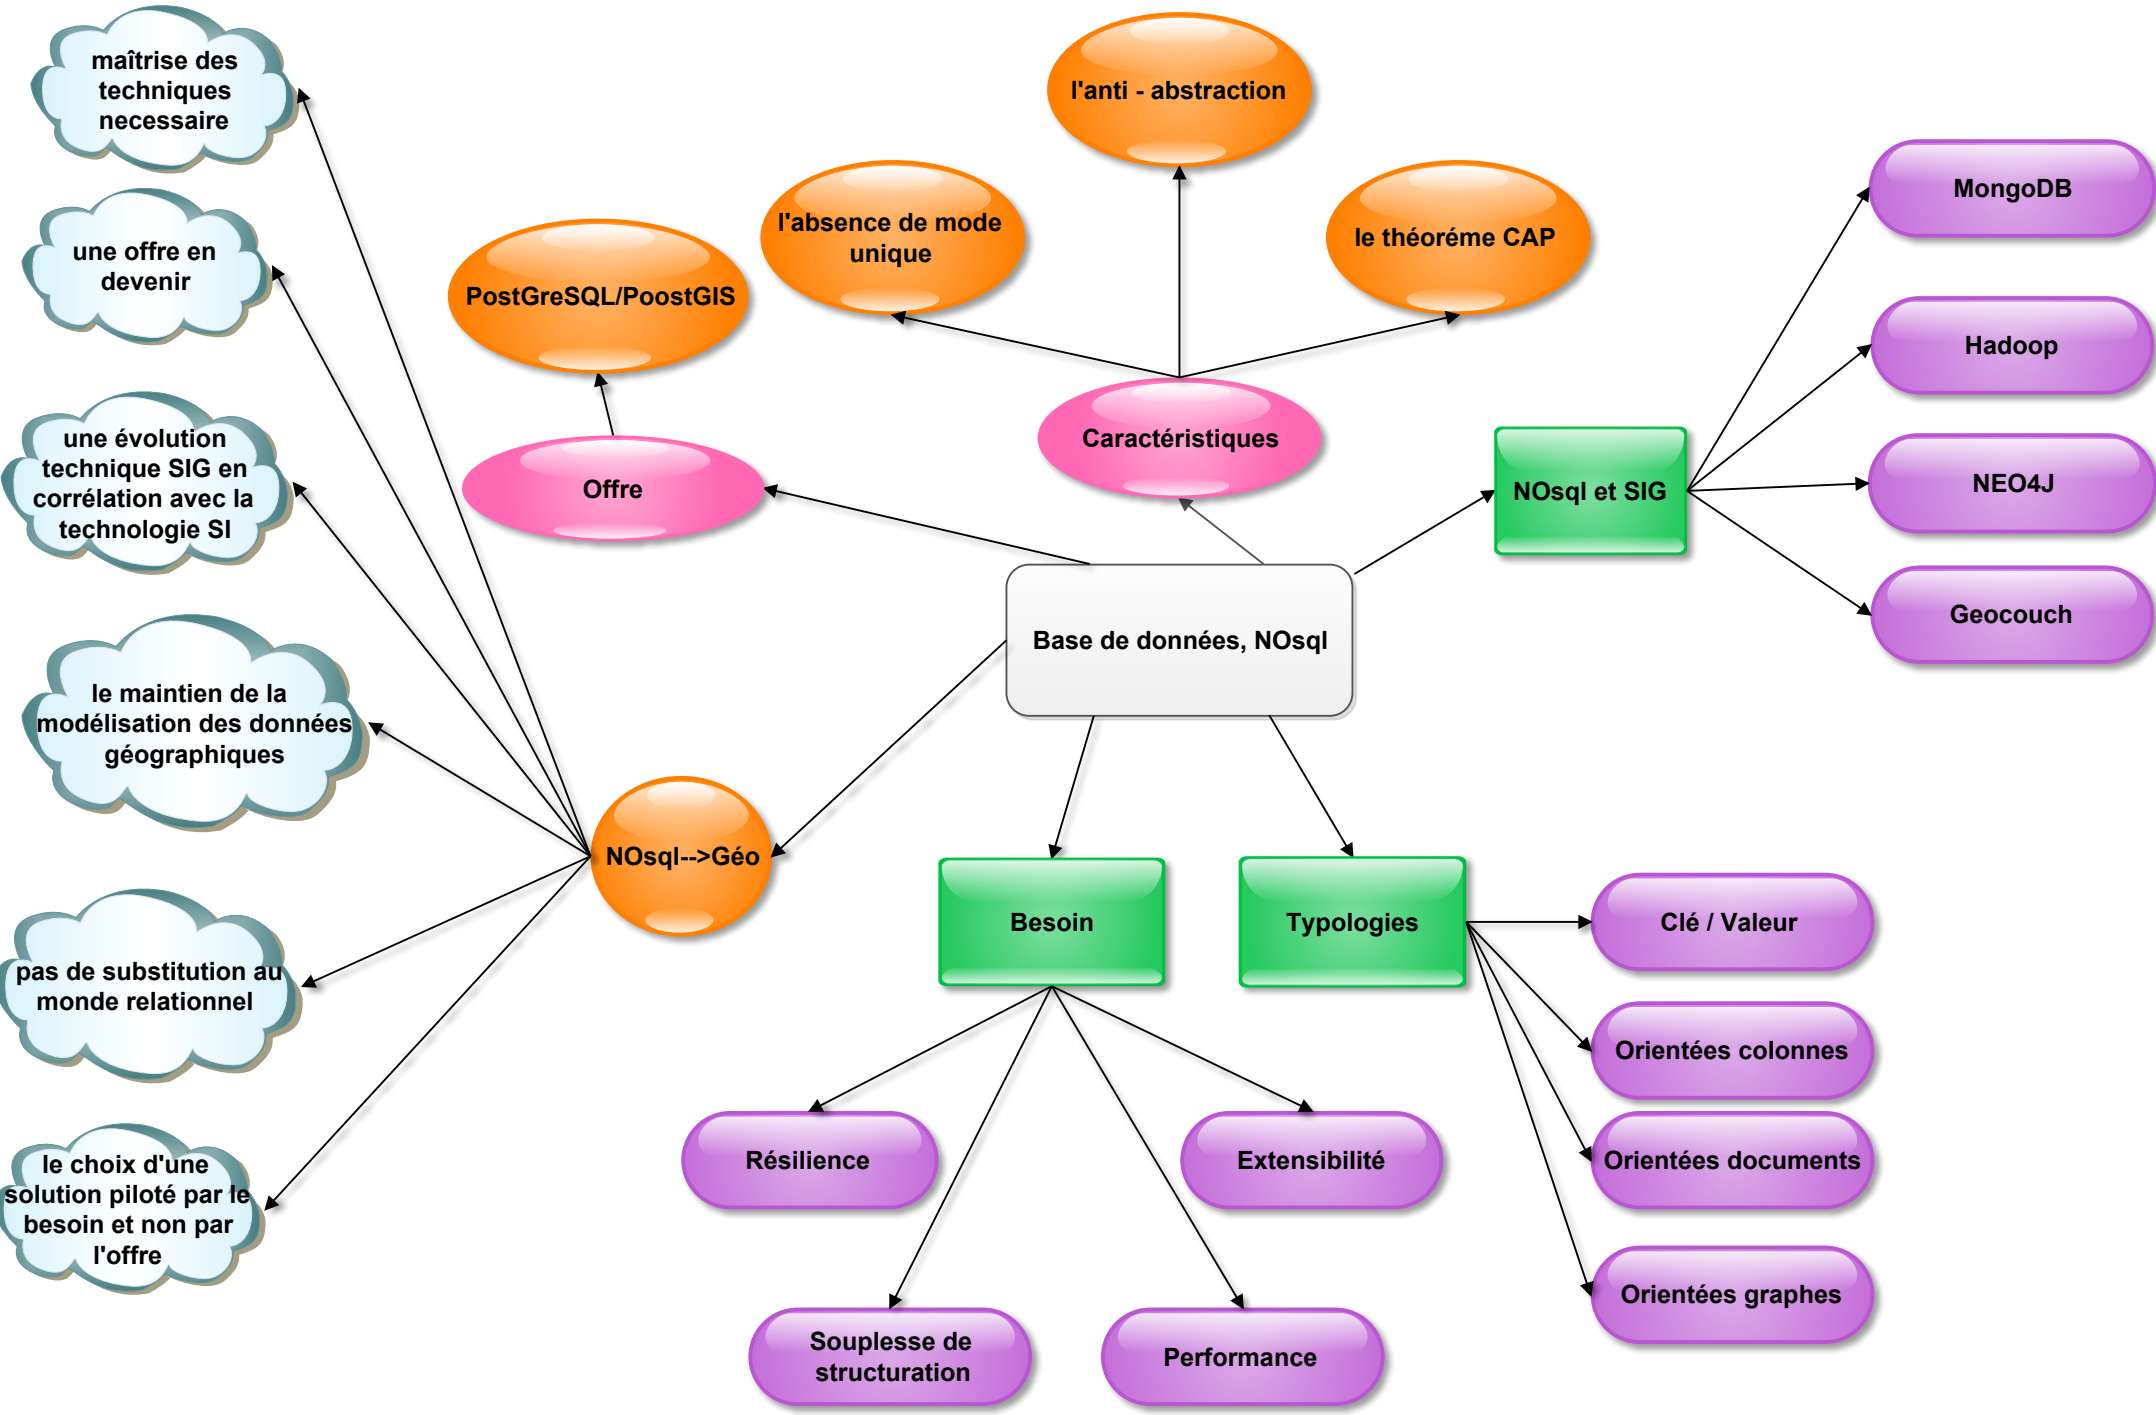 maîtrise des
techniques
necessaire
une offre en
devenir
une évolution
technique SIG en
corrélation avec la
technologie SI
le maintien de la
modélisation des données
géographiques
pas de substitution au
monde relationnel
le choix d'une
solution piloté par le
besoin et non par
l'offre
PostGreSQL/PoostGIS
Offre
l'absence de mode
unique
l'anti - abstraction
le théoréme CAP
Caractéristiques
NOsql et SIG
MongoDB
Hadoop
NEO4J
Geocouch
Base de données, NOsql
NOsql-->Géo
Besoin
Typologies
Clé / Valeur
Orientées colonnes
Orientées documents
Orientées graphes
Résilience
Extensibilité
Souplesse de
structuration
Performance